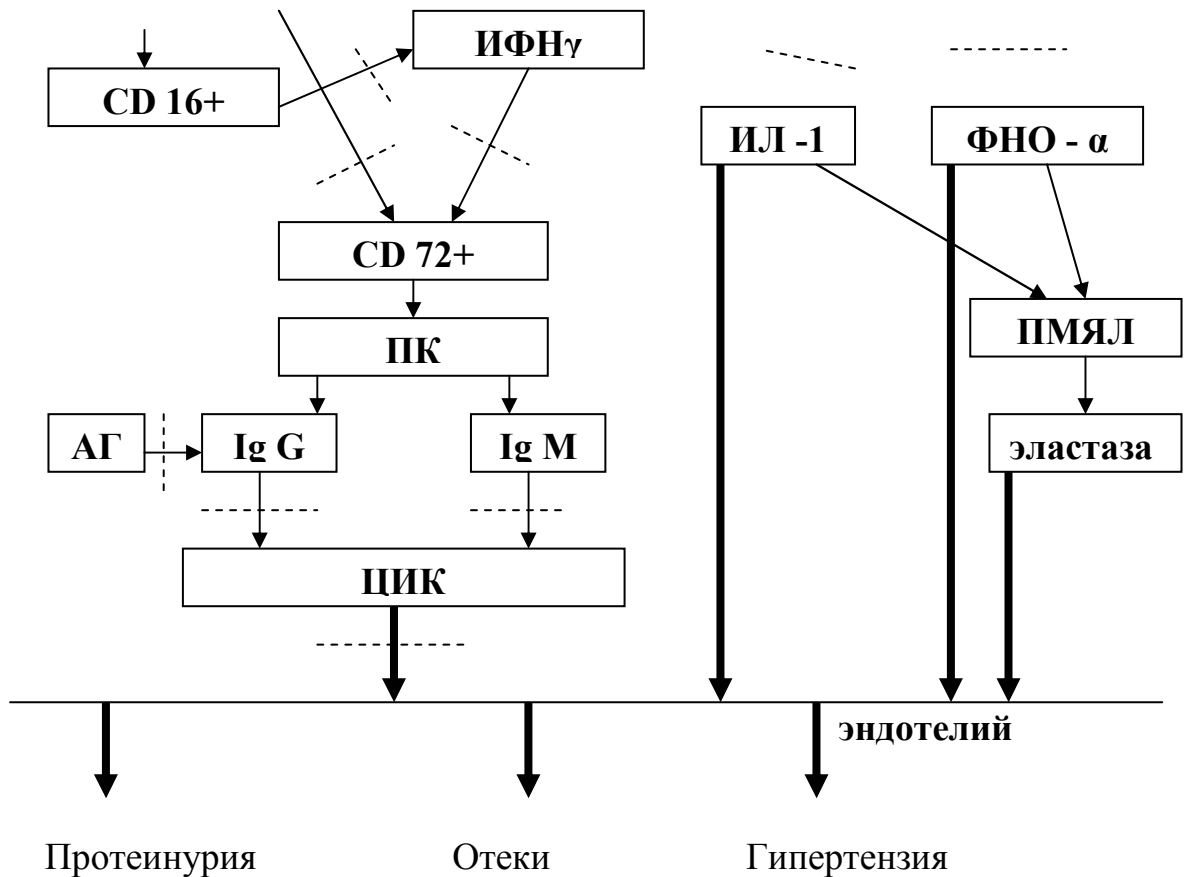 ИФНγ
CD 16+
ИЛ -1
ФНО - α
CD 72+
ПМЯЛ
ПК
АГ
Ig G
Ig M
эластаза
ЦИК
эндотелий
Протеинурия
Отеки
Гипертензия